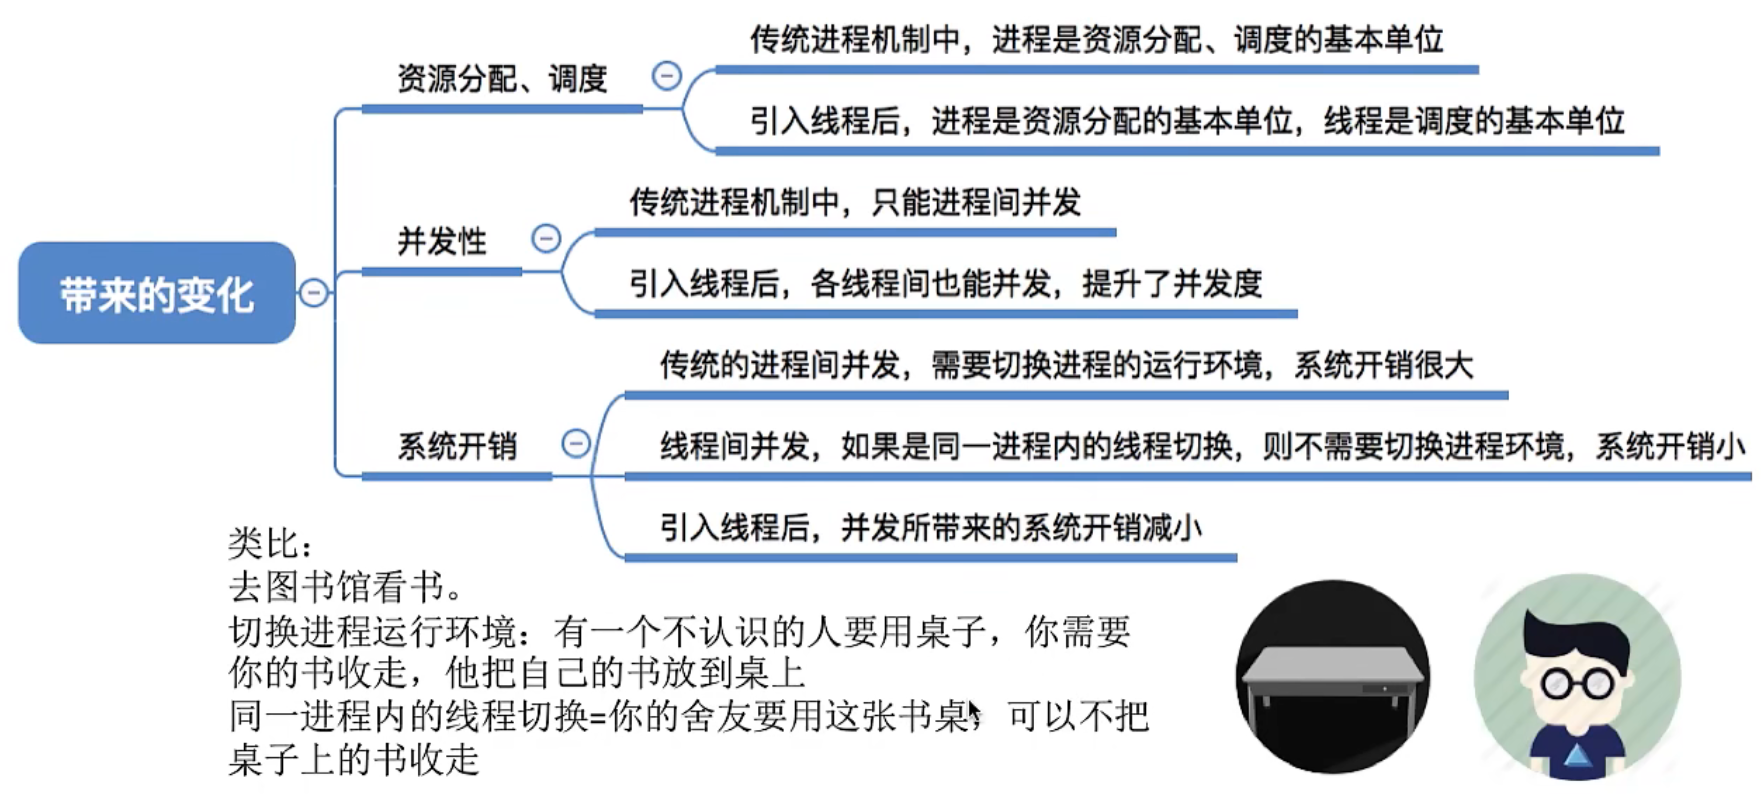 带来的变化
资源分配、调度
传统进程机制中，进程是资源分配、调度的基本单位
引入线程后，进程是资源分配的基本单位，线程是调度的基本单位
并发性
传统进程机制中，只能进程间并发
引入线程后，各线程间也能并发，提升了并发度
系统开销
传统的进程间并发，需要切换进程的运行环境，系统开销很大
线程间并发，如果是同一进程内的线程切换，则不需要切换进程环境，系统开销小
引入线程后，并发所带来的系统开销减小
类比：
去图书馆看书。
切换进程运行环境：有一个不认识的人要用桌子，你需要
你的书收走，他把自己的书放到桌上
同一进程内的线程切换=你的舍友要用这张书桌，可以不把
桌子上的书收走